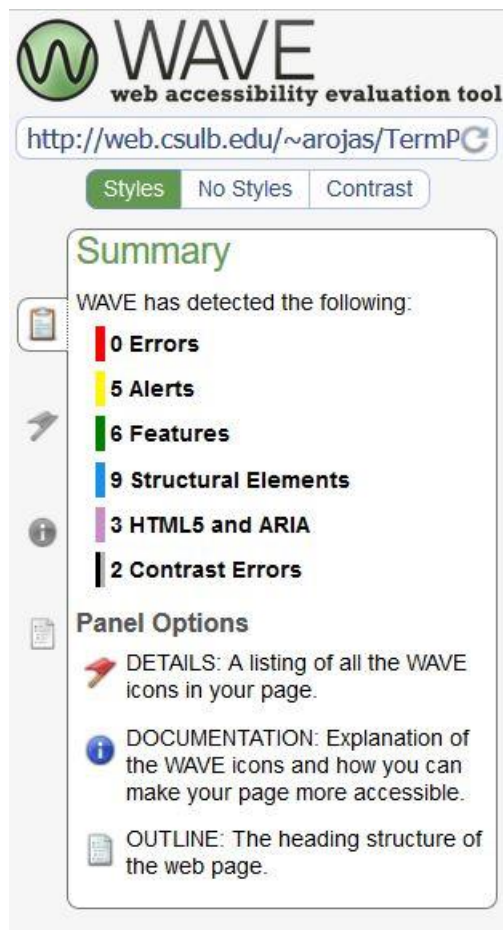 WAVE
web accessibility evaluation tool
http://web.csulb.edu/~arojas/TermP
Styles No Styles Contrast
Summary
WAVE has detected the following:
0 Errors
5 Alerts
6 Features
9 Structural Elements
3 HTML5 and ARIA
2 Contrast Errors
Panel Options
DETAILS: A listing of all the WAVE
icons in your page.
DOCUMENTATION: Explanation of
the WAVE icons and how you can
make your page more accessible.
OUTLINE: The heading structure of
the web page.